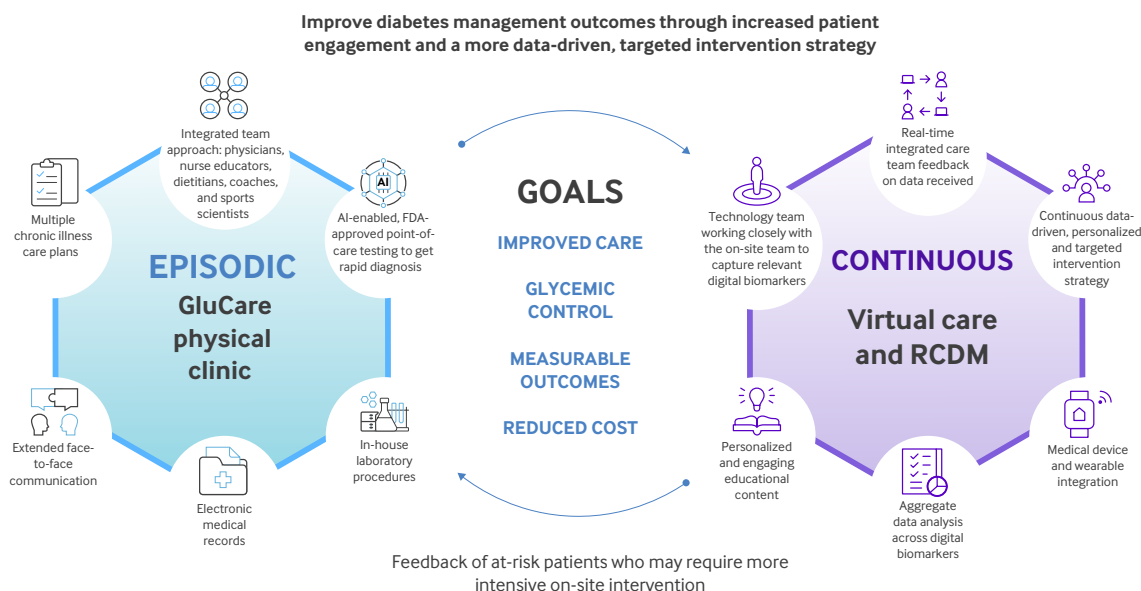 Improve diabetes management outcomes through increased patient
engagement and a more data-driven, targeted intervention strategy
Integrated team
approach: physicians,
nurse educators,
dietitians, coaches,
and sports
scientists
Multiple
chronic illness
care plans
AI
AI-enabled, FDA-
approved point-of-
care testing to get
rapid diagnosis
EPISODIC
GluCare
physical
clinic
Extended face-
to-face
communication
In-house
laboratory
procedures
Electronic
medical
records
GOALS
IMPROVED CARE
GLYCEMIC
CONTROL
MEASURABLE
OUTCOMES
REDUCED COST
Real-time
integrated care
team feedback
on data received
Technology team
working closely with
the on-site team to
capture relevant
digital biomarkers
Continuous data-
driven, personalized
and targeted
intervention
strategy
CONTINUOUS
Virtual care
and RCDM
Personalized
and engaging
educational
content
Medical device
and wearable
integration
Aggregate
data analysis
across digital
biomarkers
Feedback of at-risk patients who may require more
intensive on-site intervention